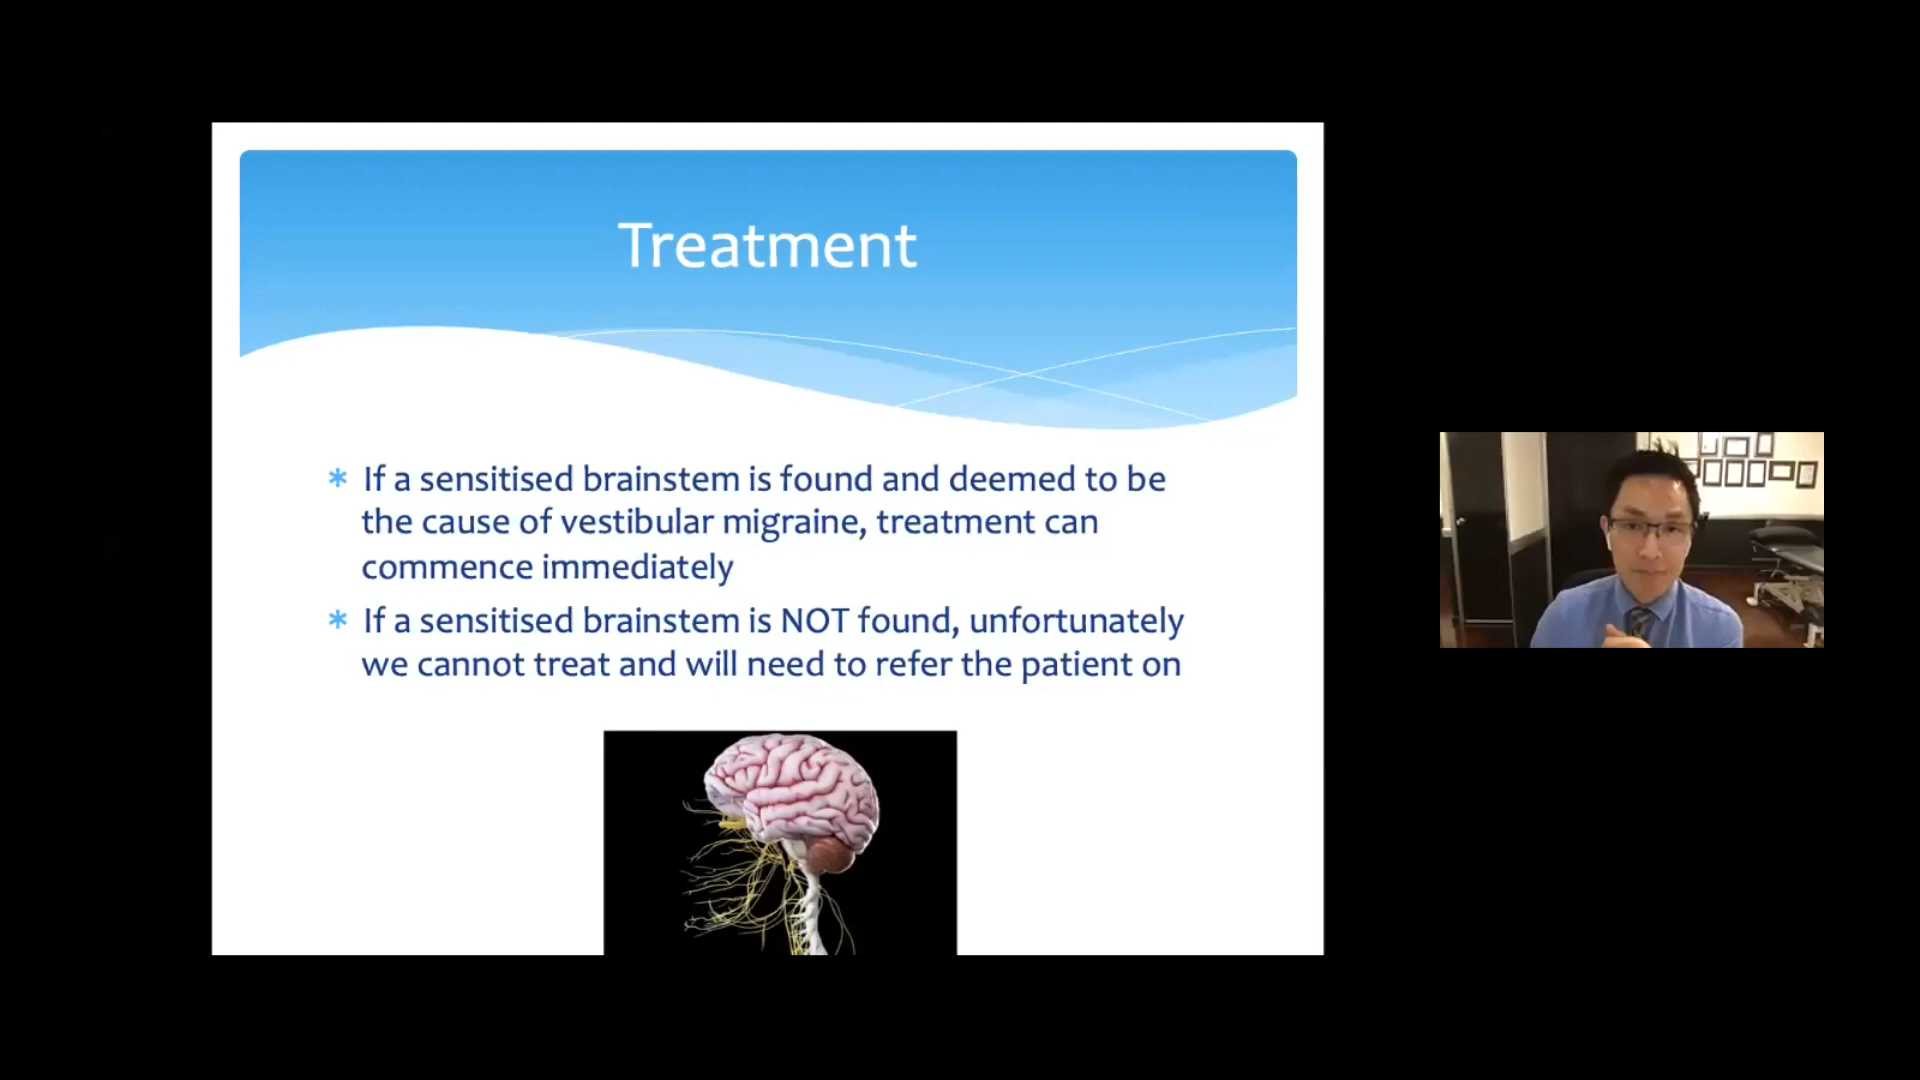 Treatment
* If a sensitised brainstem is found and deemed to be
the cause of vestibular migraine, treatment can
commence immediately
* If a sensitised brainstem is NOT found, unfortunately
we cannot treat and will need to refer the patient on